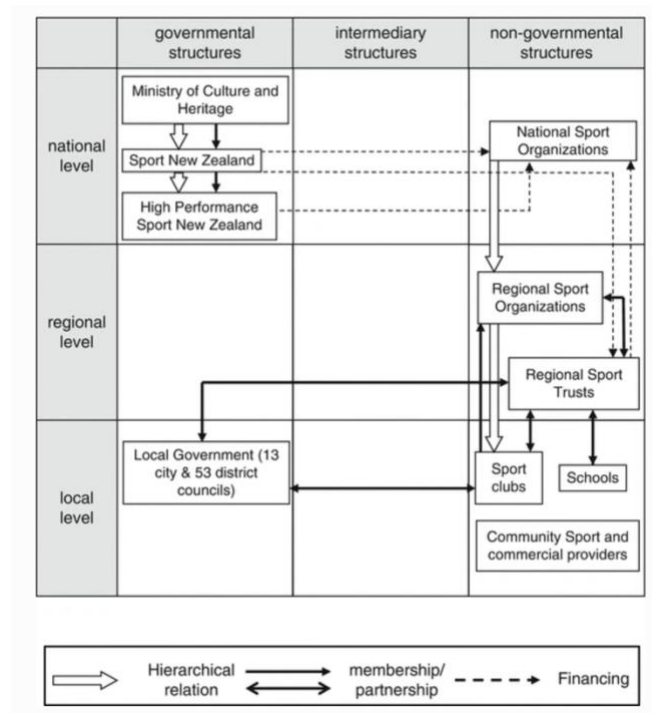 governmental
structures
intermediary
structures
non-governmental
structures
national
level
Ministry of Culture and
Heritage
Sport New Zealand
High Performance
Sport New Zealand
National Sport
Organizations
regional
level
Regional Sport
Organizations
Regional Sport
Trusts
local
level
Local Government (13
city & 53 district
councils)
Sport
clubs
Schools
Community Sport and
commercial providers
Hierarchical
relation
membership/
partnership
Financing